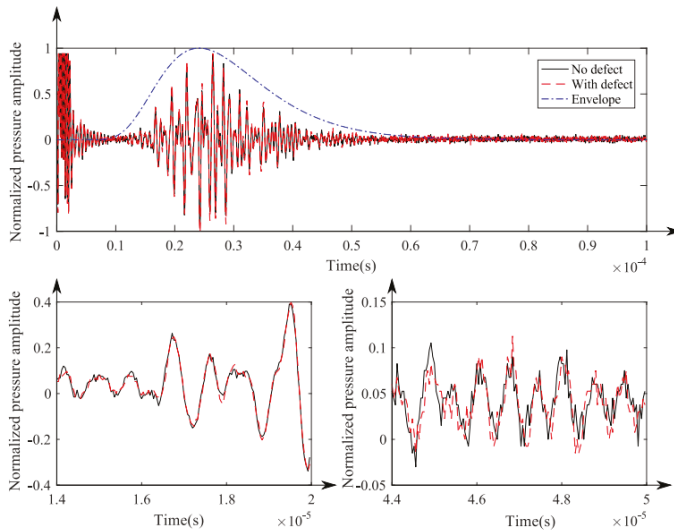 Normalized pressure amplitude
1
0.5
0
-0.5
-1
No defect
With defect
Envelope
0 0.1 0.2 0.3 0.4 0.5 0.6 0.7 0.8 0.9 1
Time(s)
×10⁻⁴
Normalized pressure amplitude
0.4
0.2
0
-0.2
-0.4
1.4 1.6 1.8 2
Time(s)
×10⁻⁵
Normalized pressure amplitude
0.15
0.1
0.05
0
-0.05
4.4 4.6 4.8 5
Time(s)
×10⁻⁵